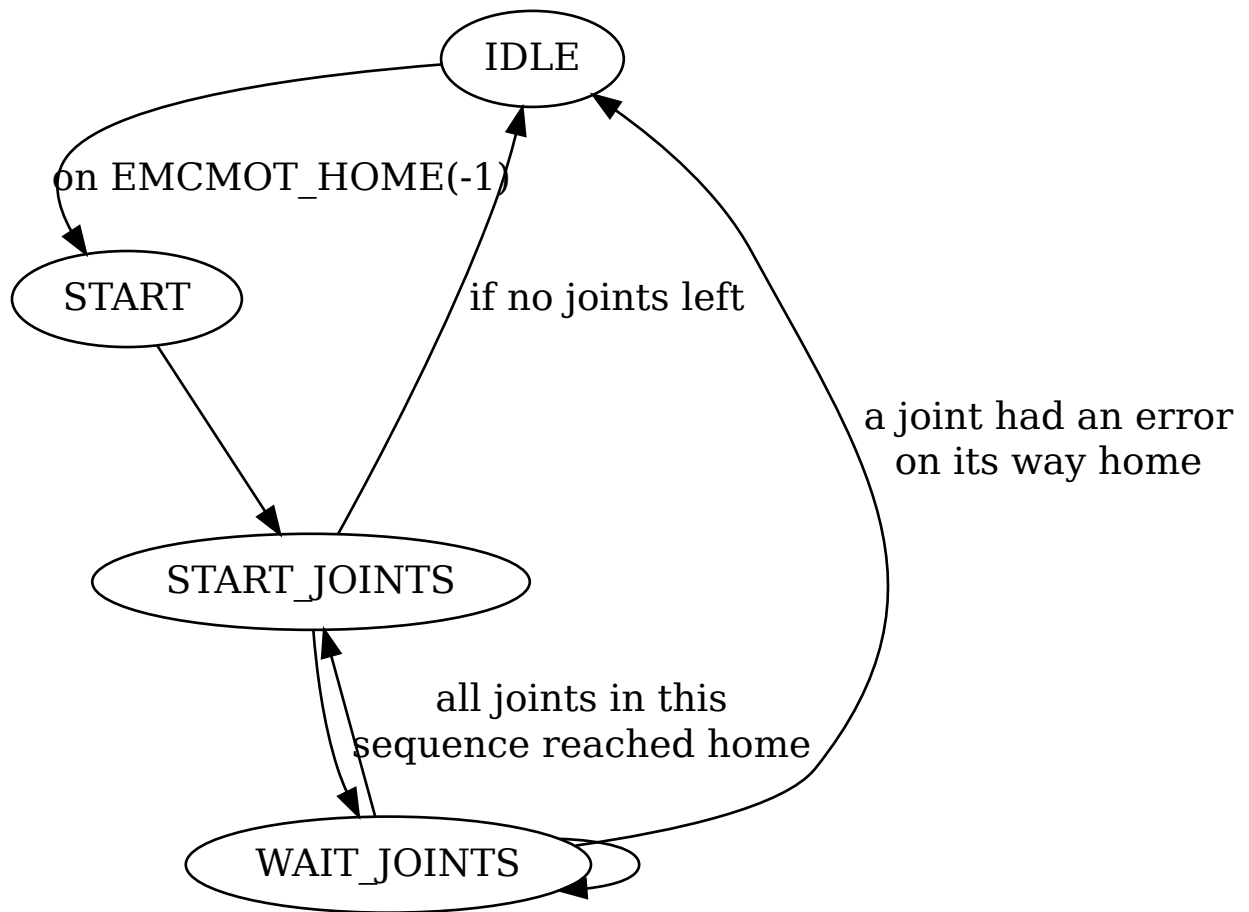 IDLE
on EMCMOT_HOME(-1)
START
if no joints left
a joint had an error
on its way home
START_JOINTS
all joints in this
sequence reached home
WAIT_JOINTS